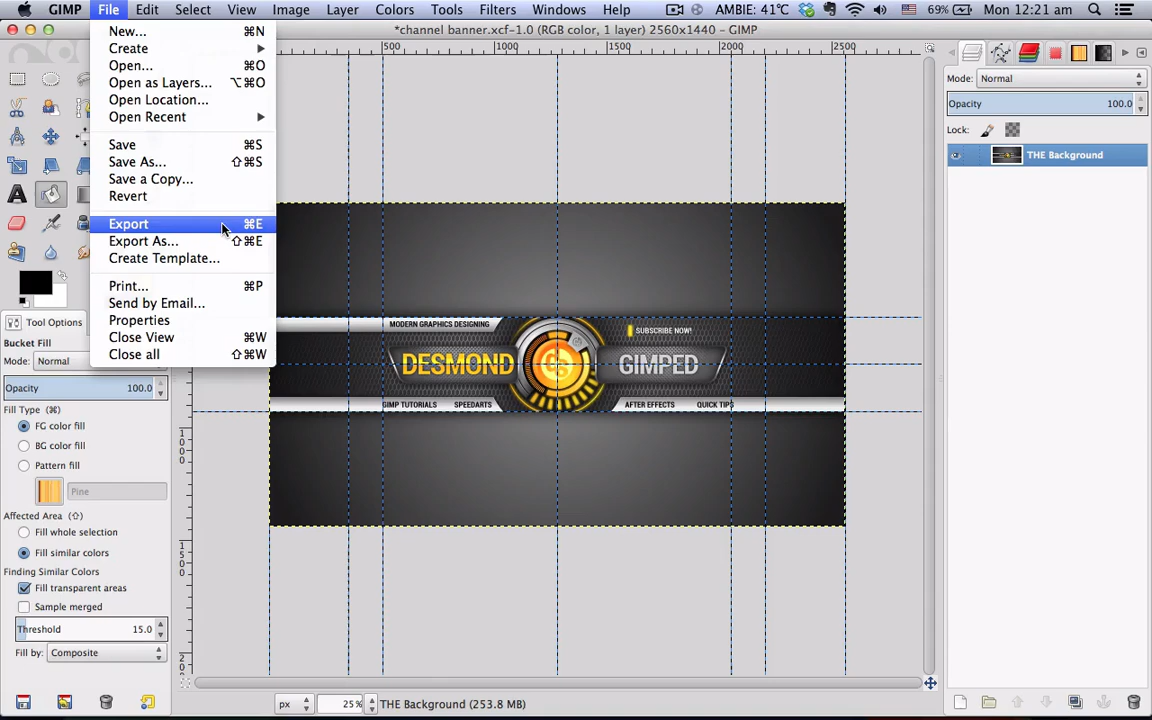 GIMP File Edit Select View Image Layer Colors Tools Filters Windows Help AMBIE: 41°C 69% Mon 12:21 am
*channel banner.xcf-1.0 (RGB color, 1 layer) 2560x1440 – GIMP
New... ⌘N
Create
Open... ⌘O
Open as Layers... ⌥⌘O
Open Location...
Open Recent
Save ⌘S
Save As... ⇧⌘S
Save a Copy...
Revert
Export ⌘E
Export As... ⇧⌘E
Create Template...
Print... ⌘P
Send by Email...
Properties
Close View ⌘W
Close all ⇧⌘W
500 1000 1500 2000 2500
1000
1500
Tool Options
Bucket Fill
Mode: Normal
Opacity 100.0
Fill Type (⌘)
FG color fill
BG color fill
Pattern fill
Pine
Affected Area (⇧)
Fill whole selection
Fill similar colors
Finding Similar Colors
Fill transparent areas
Sample merged
Threshold 15.0
Fill by: Composite
MODERN GRAPHICS DESIGNING
SUBSCRIBE NOW!
DESMOND GIMPED
GIMP TUTORIALS SPEEDARTS AFTER EFFECTS QUICK TIPS
Mode: Normal
Opacity 100.0
Lock:
THE Background
px 25% THE Background (253.8 MB)